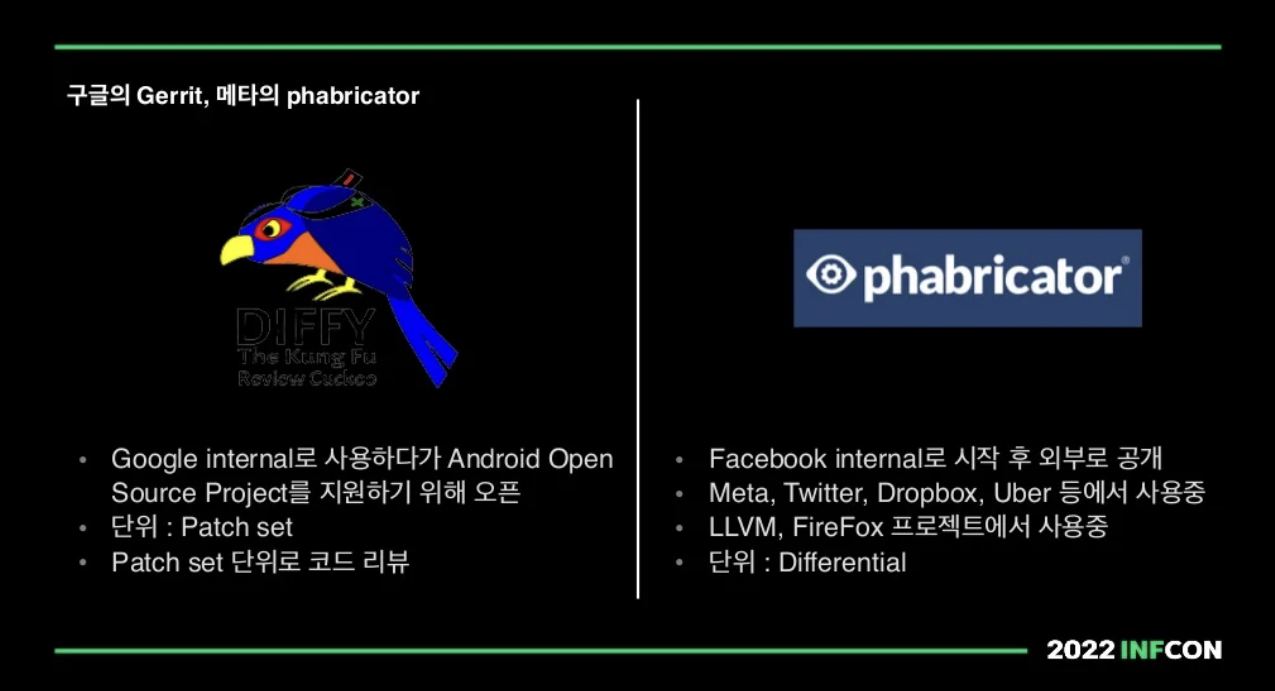 구글의 Gerrit, 메타의 phabricator
DIFFY
The Kung Fu
Review Cuckoo
• Google internal로 사용하다가 Android Open
Source Project를 지원하기 위해 오픈
• 단위 : Patch set
• Patch set 단위로 코드 리뷰
phabricator®
• Facebook internal로 시작 후 외부로 공개
• Meta, Twitter, Dropbox, Uber 등에서 사용중
• LLVM, FireFox 프로젝트에서 사용중
• 단위 : Differential
2022 INFCON